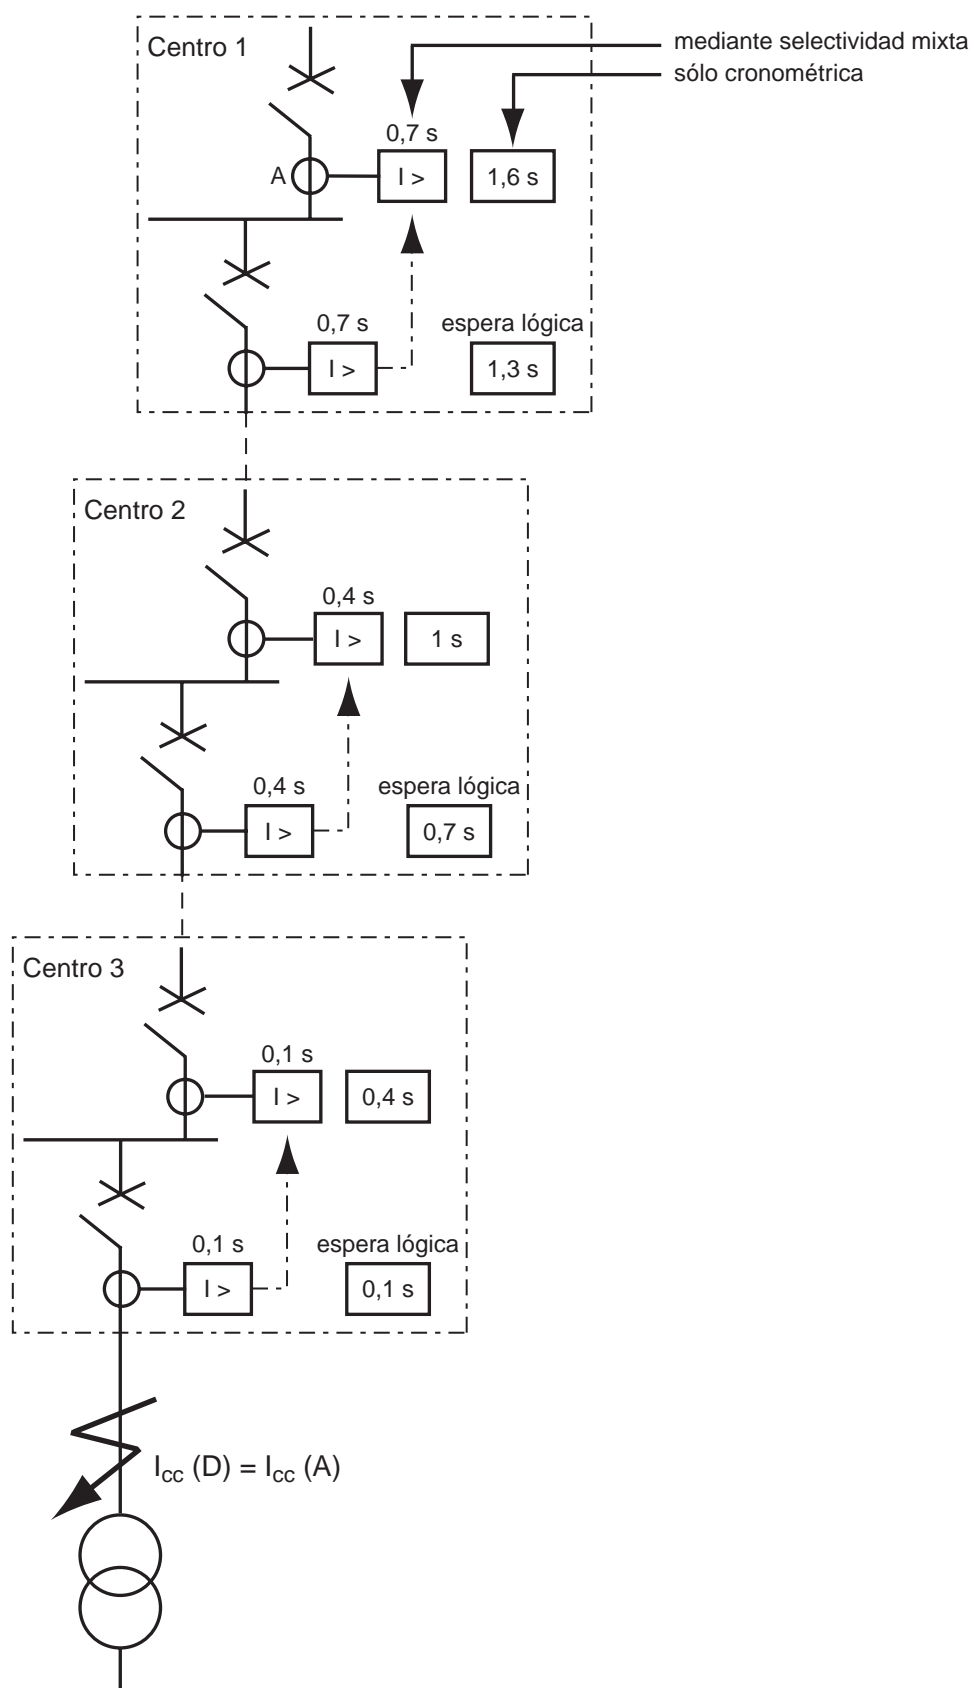 Centro 1
mediante selectividad mixta
sólo cronométrica
0,7 s
A
I >
1,6 s
0,7 s
espera lógica
I >
1,3 s
Centro 2
0,4 s
I >
1 s
0,4 s
espera lógica
I >
0,7 s
Centro 3
0,1 s
I >
0,4 s
0,1 s
espera lógica
I >
0,1 s
Icc (D) = Icc (A)